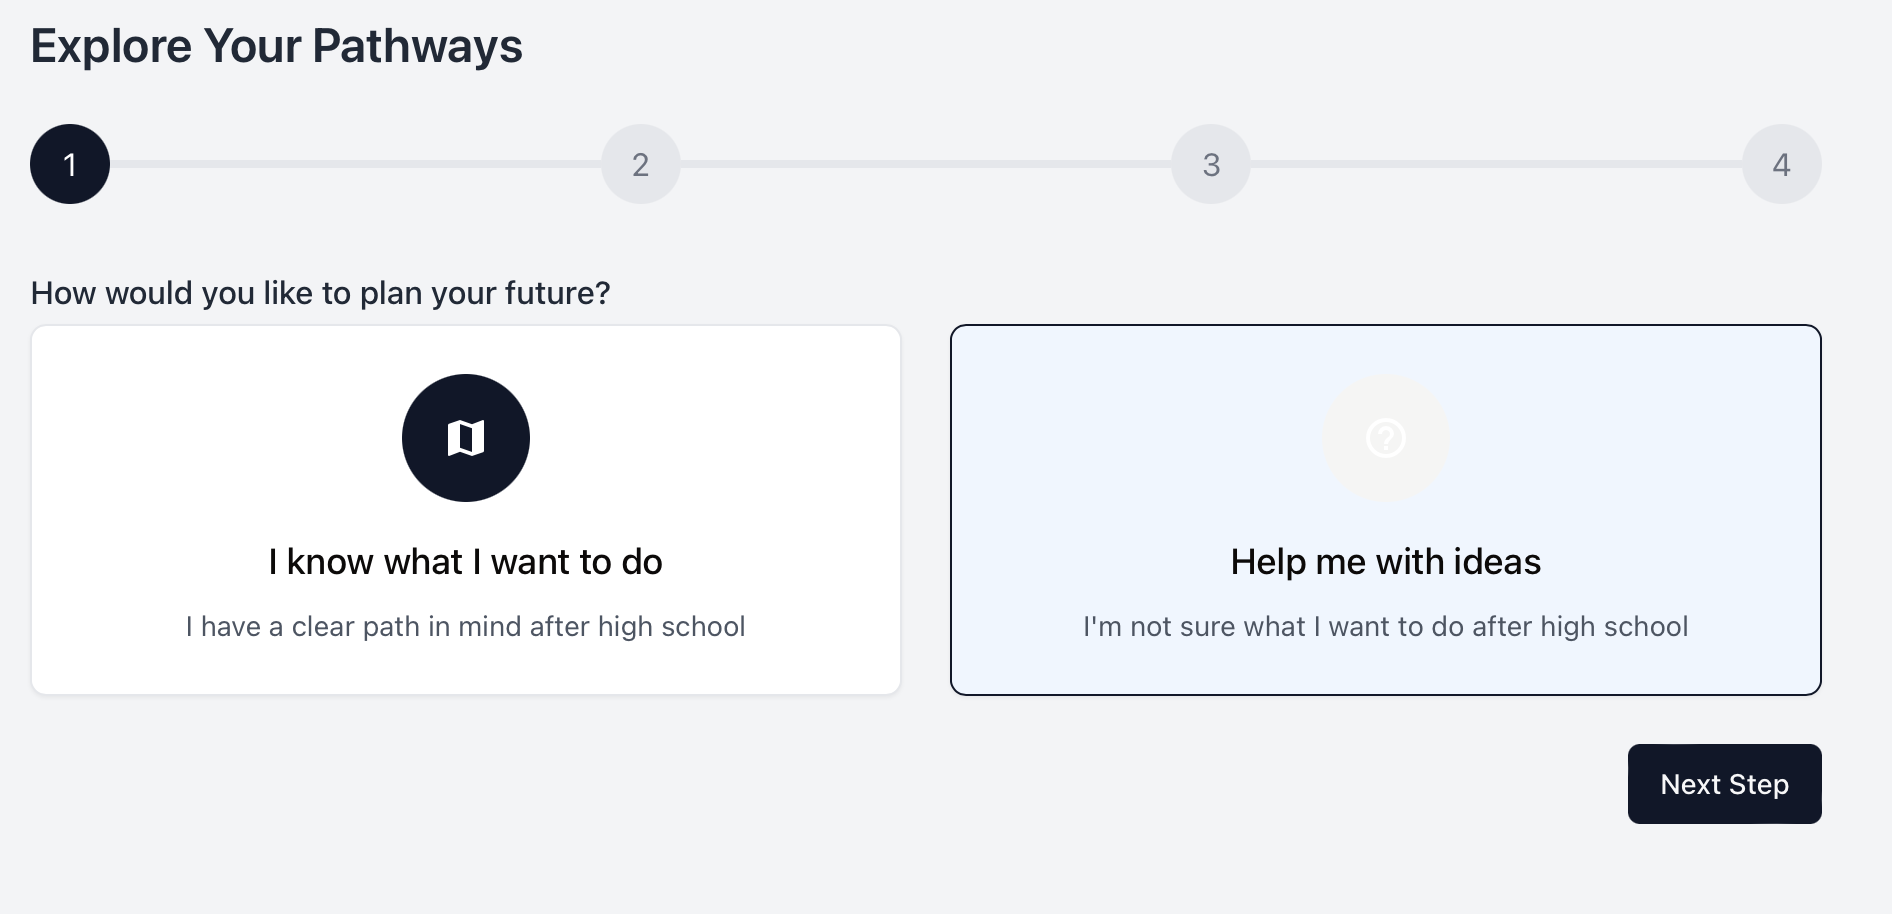 Explore Your Pathways
1 2 3 4
How would you like to plan your future?
I know what I want to do
I have a clear path in mind after high school
Help me with ideas
I'm not sure what I want to do after high school
Next Step